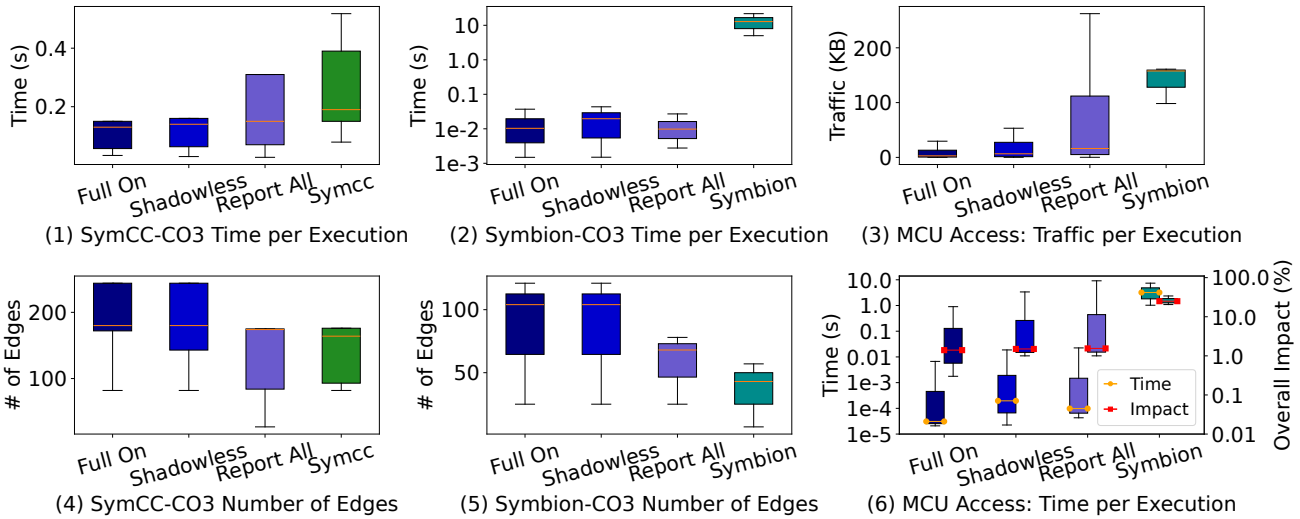 Time (s)
0.4
0.2
Full On
Shadowless
Report All
Symcc
(1) SymCC-CO3 Time per Execution
Time (s)
10
1.0
0.1
1e-2
1e-3
Full On
Shadowless
Report All
Symbion
(2) Symbion-CO3 Time per Execution
Traffic (KB)
200
100
0
Full On
Shadowless
Report All
Symbion
(3) MCU Access: Traffic per Execution
# of Edges
200
100
Full On
Shadowless
Report All
Symcc
(4) SymCC-CO3 Number of Edges
# of Edges
100
50
Full On
Shadowless
Report All
Symbion
(5) Symbion-CO3 Number of Edges
Time (s)
10.0
1.0
0.1
0.01
1e-3
1e-4
1e-5
Overall Impact (%)
100.0
10.0
1.0
0.1
0.01
Time
Impact
Full On
Shadowless
Report All
Symbion
(6) MCU Access: Time per Execution